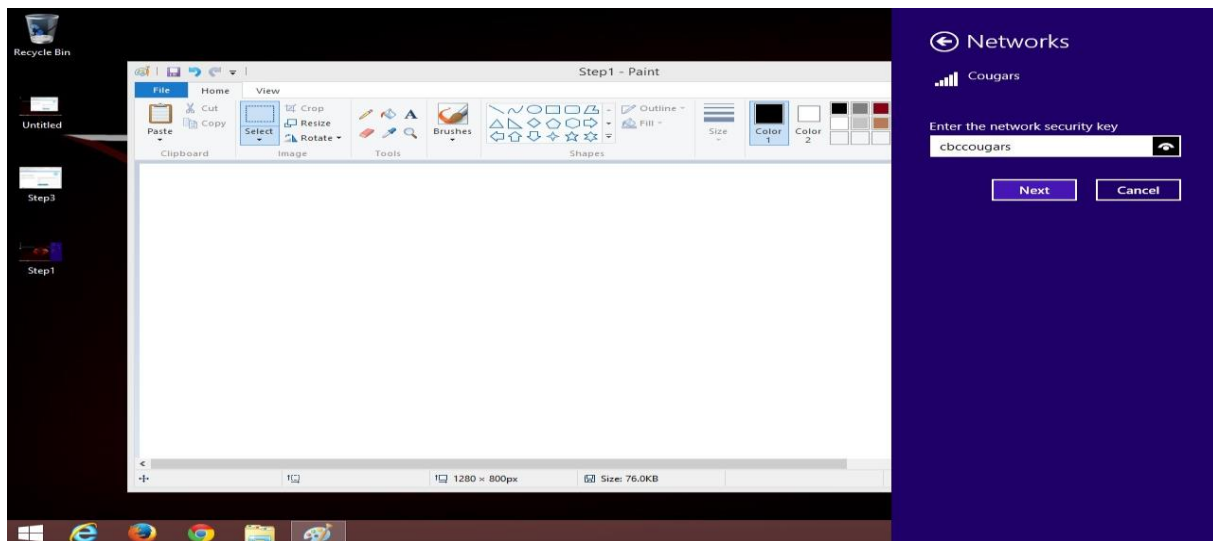 Recycle Bin
Untitled
Step3
Step1
Step1 - Paint
File Home View
Paste
Cut
Copy
Clipboard
Select
Crop
Resize
Rotate
Image
A
Tools
Brushes
Outline
Fill
Shapes
Size
Color
1
Color
2
1280 × 800px
Size: 76.0KB
Networks
Cougars
Enter the network security key
cbccougars
Next Cancel